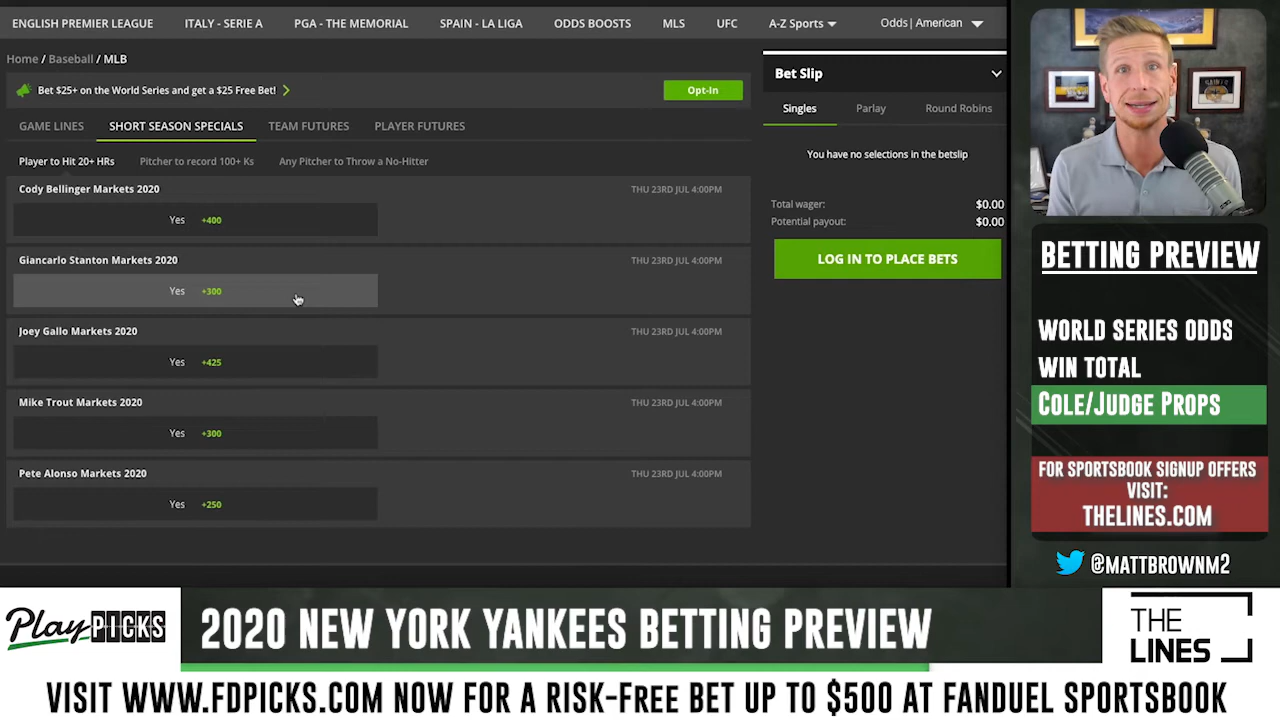 ENGLISH PREMIER LEAGUE ITALY - SERIE A PGA - THE MEMORIAL SPAIN - LA LIGA ODDS BOOSTS MLS UFC A-Z Sports Odds | American
Home / Baseball / MLB
Bet $25+ on the World Series and get a $25 Free Bet! Opt-In
GAME LINES SHORT SEASON SPECIALS TEAM FUTURES PLAYER FUTURES
Player to Hit 20+ HRs Pitcher to record 100+ Ks Any Pitcher to Throw a No-Hitter
Cody Bellinger Markets 2020 THU 23RD JUL 4:00PM
Yes +400
Giancarlo Stanton Markets 2020 THU 23RD JUL 4:00PM
Yes +300
Joey Gallo Markets 2020 THU 23RD JUL 4:00PM
Yes +425
Mike Trout Markets 2020 THU 23RD JUL 4:00PM
Yes +300
Pete Alonso Markets 2020 THU 23RD JUL 4:00PM
Yes +250
Bet Slip
Singles Parlay Round Robins
You have no selections in the betslip
Total wager: $0.00
Potential payout: $0.00
LOG IN TO PLACE BETS
BETTING PREVIEW
WORLD SERIES ODDS
WIN TOTAL
COLE/JUDGE PROPS
FOR SPORTSBOOK SIGNUP OFFERS
VISIT:
THELINES.COM
@MATTBROWNM2
Play PICKS
2020 NEW YORK YANKEES BETTING PREVIEW
THE
LINES
VISIT WWW.FDPICKS.COM NOW FOR A RISK-FREE BET UP TO $500 AT FANDUEL SPORTSBOOK